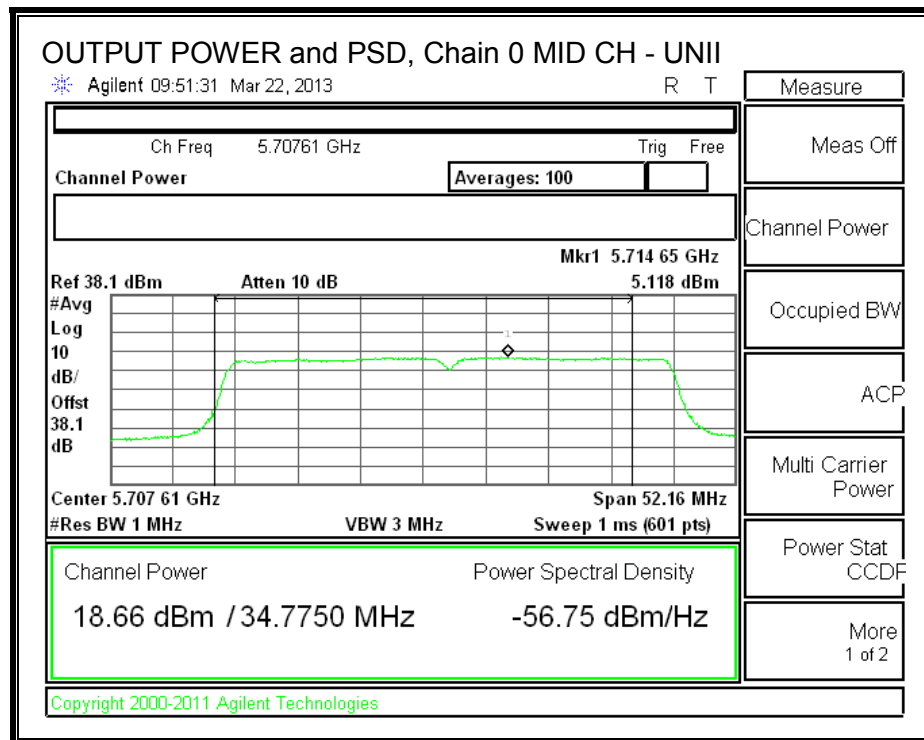 OUTPUT POWER and PSD, Chain 0 MID CH - UNII
Agilent 09:51:31 Mar 22, 2013 R T
Measure
Ch Freq 5.70761 GHz Trig Free
Meas Off
Channel Power Averages: 100
Channel Power
Mkr1 5.714 65 GHz
Ref 38.1 dBm Atten 10 dB 5.118 dBm
#Avg
Log
10
dB/
Offst
38.1
dB
1
Occupied BW
ACP
Multi Carrier
Power
Center 5.707 61 GHz Span 52.16 MHz
#Res BW 1 MHz VBW 3 MHz Sweep 1 ms (601 pts)
Power Stat
CCDF
Channel Power Power Spectral Density
18.66 dBm / 34.7750 MHz -56.75 dBm/Hz
More
1 of 2
Copyright 2000-2011 Agilent Technologies